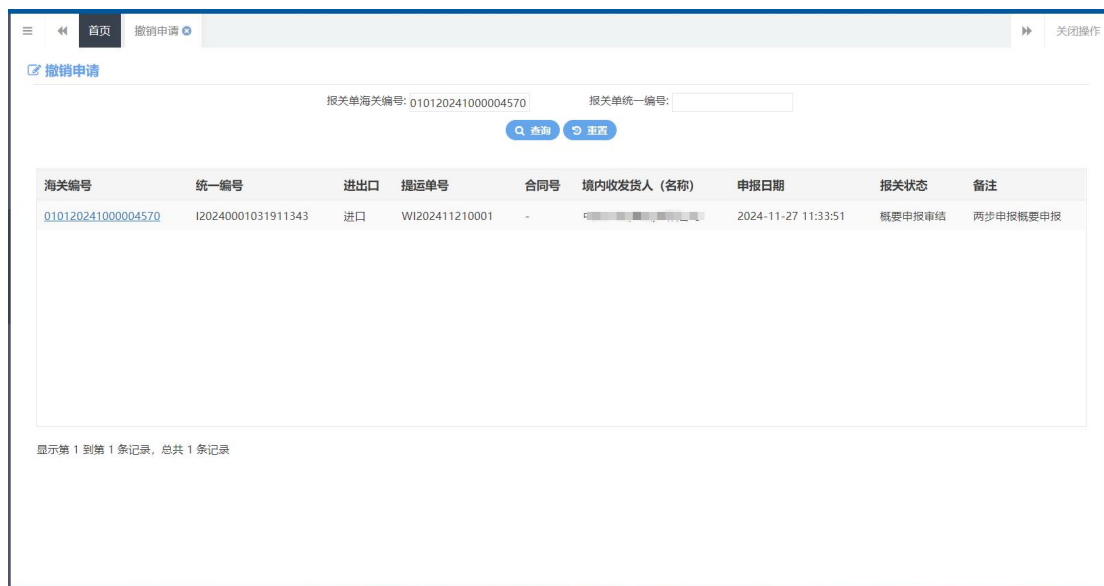 首页 撤销申请 关闭操作
撤销申请
报关单海关编号: 010120241000004570 报关单统一编号:
查询 重置
海关编号 统一编号 进出口 提运单号 合同号 境内收发货人（名称） 申报日期 报关状态 备注
010120241000004570 I20240001031911343 进口 WI202411210001 - 2024-11-27 11:33:51 概要申报审结 两步申报概要申报
显示第 1 到第 1 条记录，总共 1 条记录